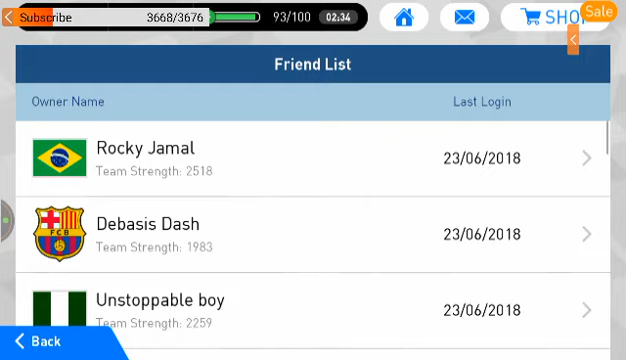 Subscribe 3668/3676 93/100 02:34 Sale
Friend List
Owner Name Last Login
Rocky Jamal
Team Strength: 2518
23/06/2018
FCB
Debasis Dash
Team Strength: 1983
23/06/2018
Unstoppable boy
Team Strength: 2259
23/06/2018
Back